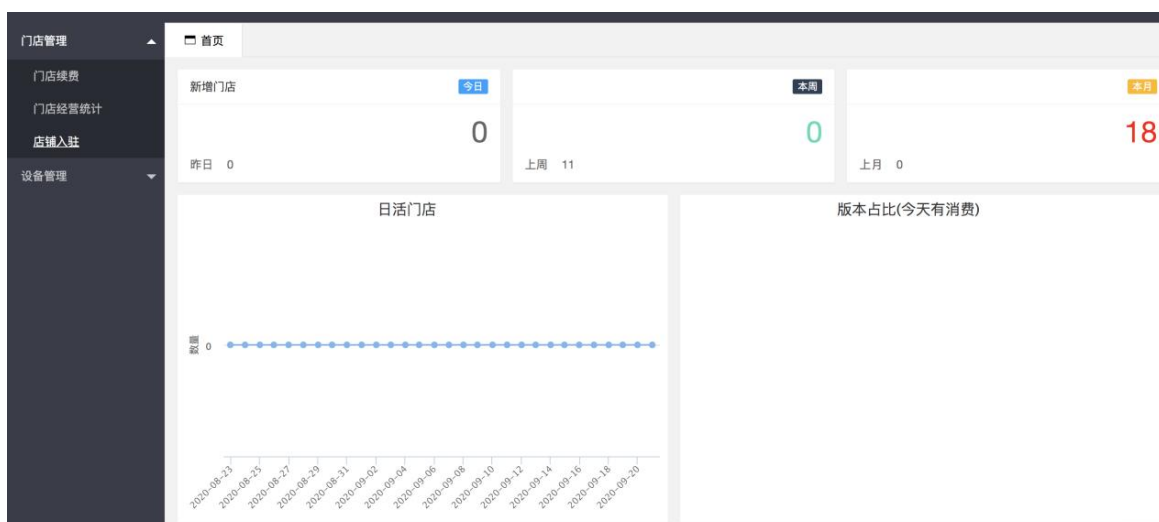 门店管理
门店续费
门店经营统计
店铺入驻
设备管理
首页
新增门店 今日 本周 本月
0 0 18
昨日 0 上周 11 上月 0
日活门店
数量
0
2020-08-23
2020-08-25
2020-08-27
2020-08-29
2020-08-31
2020-09-02
2020-09-04
2020-09-06
2020-09-08
2020-09-10
2020-09-12
2020-09-14
2020-09-16
2020-09-18
2020-09-20
版本占比(今天有消费)